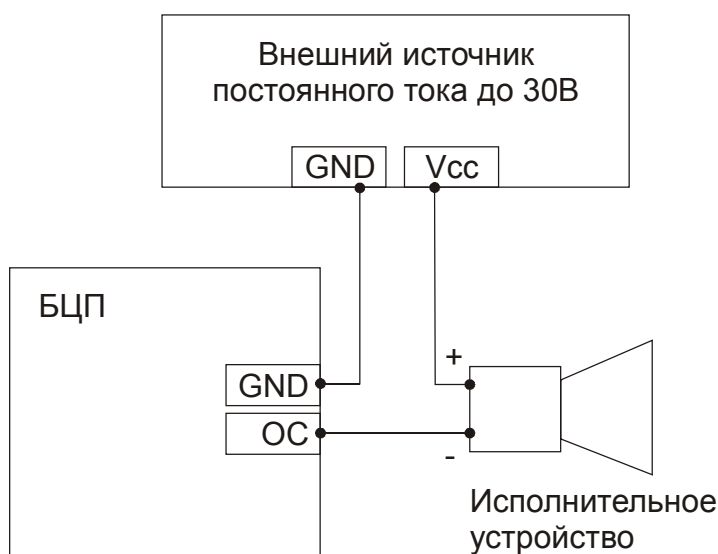 Внешний источник
постоянного тока до 30В
GND
Vcc
БЦП
GND
OC
+
-
Исполнительное
устройство